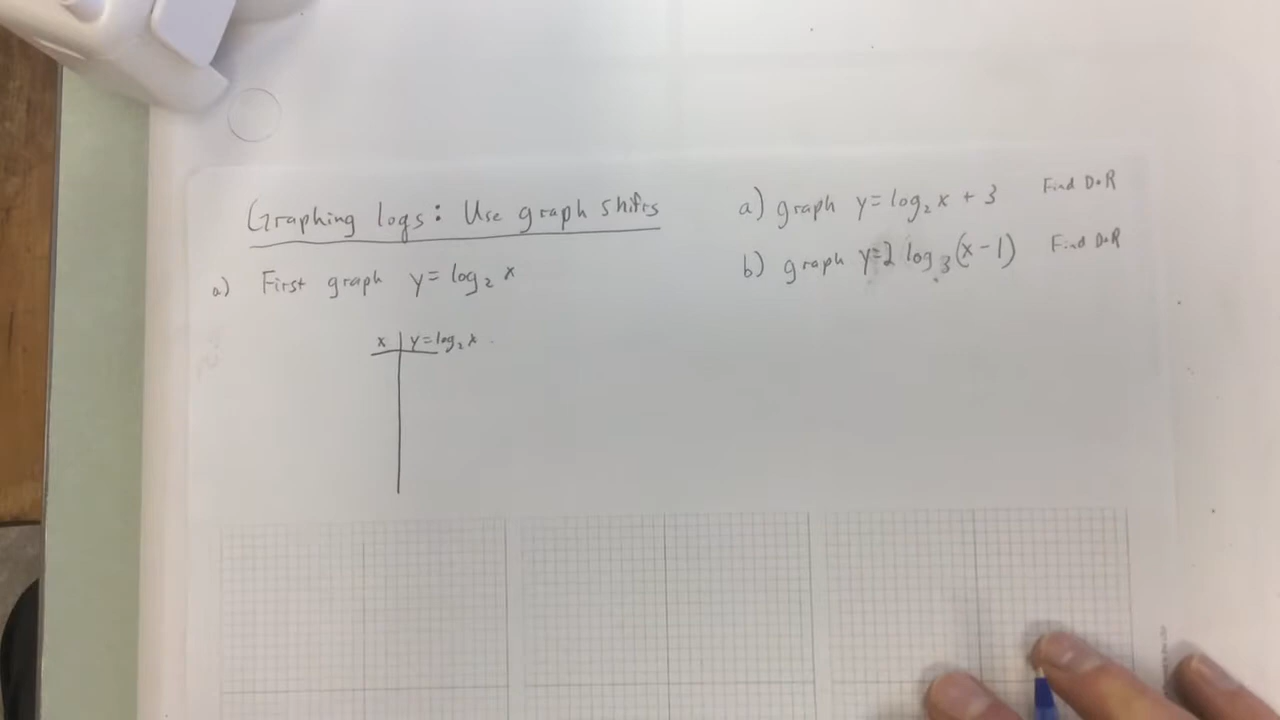 Graphing logs: Use graph shifts
a) First graph y = log₂ x
x | y = log₂ x
a) graph y = log₂ x + 3 Find D+R
b) graph y = 2 log₃ (x - 1) Find D+R